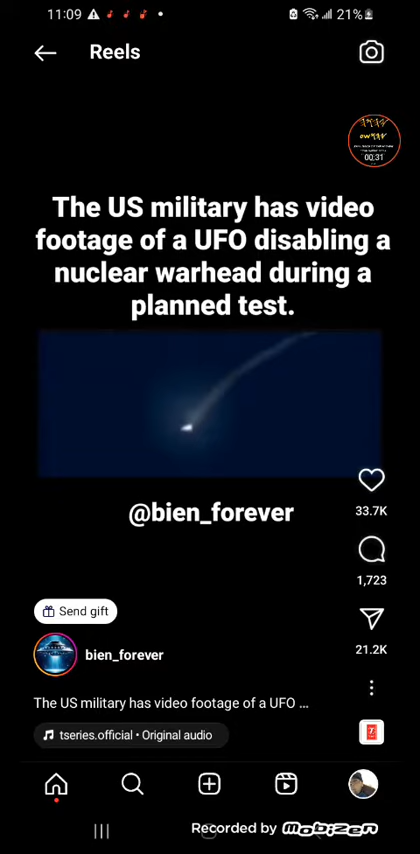 11:09
21%
Reels
00:31
The US military has video
footage of a UFO disabling a
nuclear warhead during a
planned test.
@bien_forever
33.7K
1,723
Send gift
21.2K
bien_forever
The US military has video footage of a UFO ...
tseries.official • Original audio
Recorded by mobizen